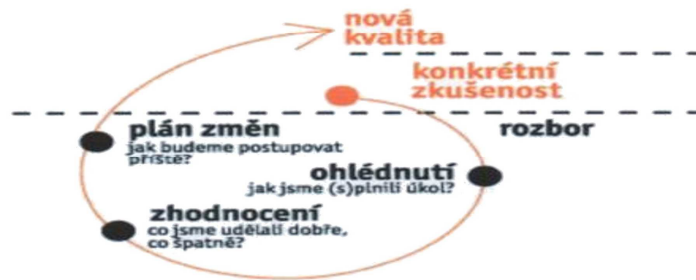 nová
kvalita
konkrétní
zkušenost
plán změn
jak budeme postupovat
příště?
rozbor
ohlédnutí
jak jsme (s)plnili úkol?
zhodnocení
co jsme udělali dobře,
co špatně?